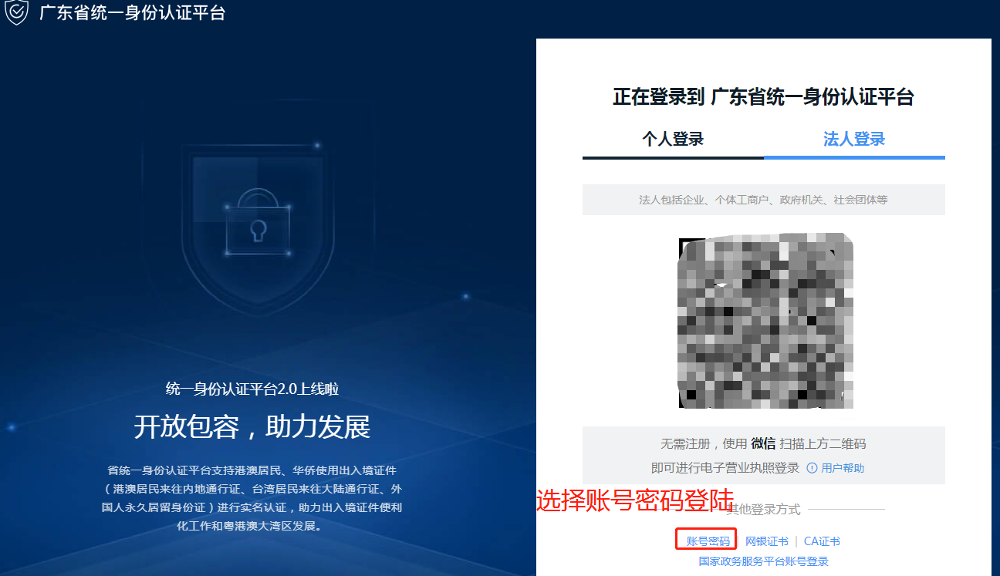 广东省统一身份认证平台
统一身份认证平台2.0上线啦
开放包容，助力发展
省统一身份认证平台支持港澳居民、华侨使用出入境证件
（港澳居民来往内地通行证、台湾居民来往大陆通行证、外
国人永久居留身份证）进行实名认证，助力出入境证件便利
化工作和粤港澳大湾区发展。
正在登录到 广东省统一身份认证平台
个人登录 法人登录
法人包括企业、个体工商户、政府机关、社会团体等
无需注册，使用 微信 扫描上方二维码
即可进行电子营业执照登录 用户帮助
选择账号密码登陆
其他登录方式
账号密码 | 网银证书 | CA证书
国家政务服务平台账号登录